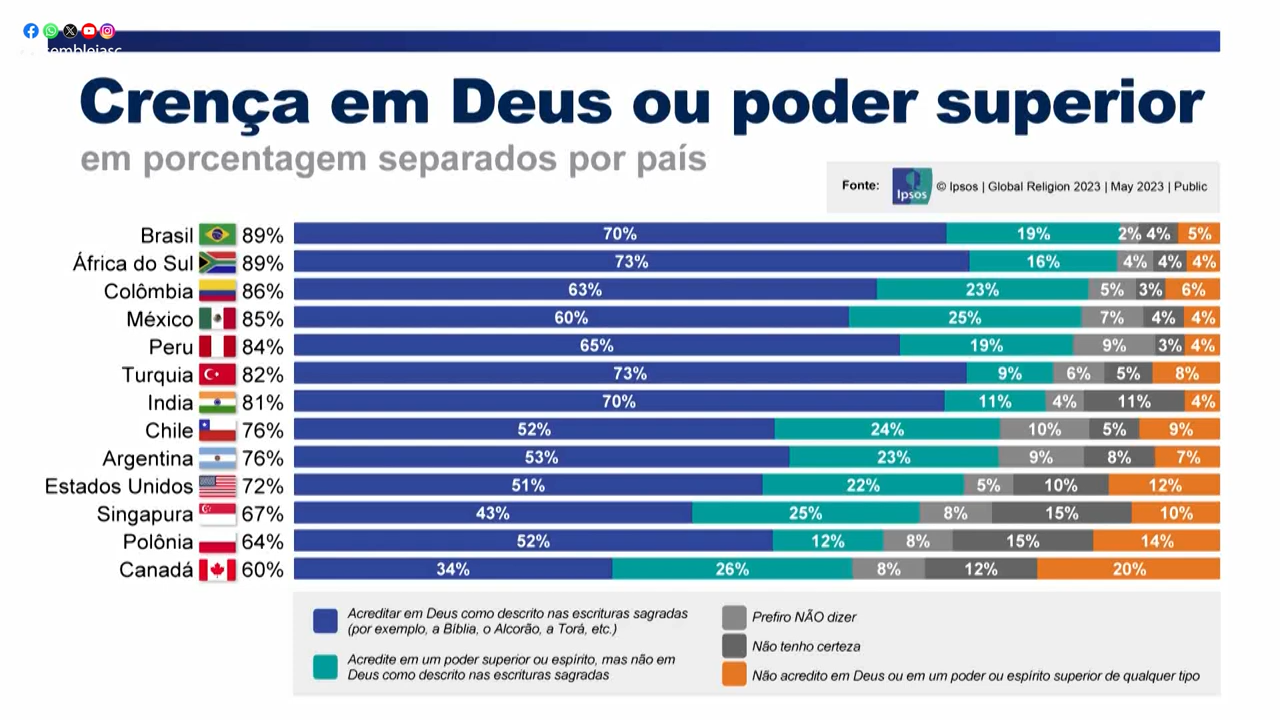 Crença em Deus ou poder superior
em porcentagem separados por país
Fonte: Ipsos © Ipsos | Global Religion 2023 | May 2023 | Public
Brasil 89% 70% 19% 2% 4% 5%
África do Sul 89% 73% 16% 4% 4% 4%
Colômbia 86% 63% 23% 5% 3% 6%
México 85% 60% 25% 7% 4% 4%
Peru 84% 65% 19% 9% 3% 4%
Turquia 82% 73% 9% 6% 5% 8%
India 81% 70% 11% 4% 11% 4%
Chile 76% 52% 24% 10% 5% 9%
Argentina 76% 53% 23% 9% 8% 7%
Estados Unidos 72% 51% 22% 5% 10% 12%
Singapura 67% 43% 25% 8% 15% 10%
Polônia 64% 52% 12% 8% 15% 14%
Canadá 60% 34% 26% 8% 12% 20%
Acreditar em Deus como descrito nas escrituras sagradas
(por exemplo, a Bíblia, o Alcorão, a Torá, etc.)
Acredite em um poder superior ou espírito, mas não em
Deus como descrito nas escrituras sagradas
Prefiro NÃO dizer
Não tenho certeza
Não acredito em Deus ou em um poder ou espírito superior de qualquer tipo